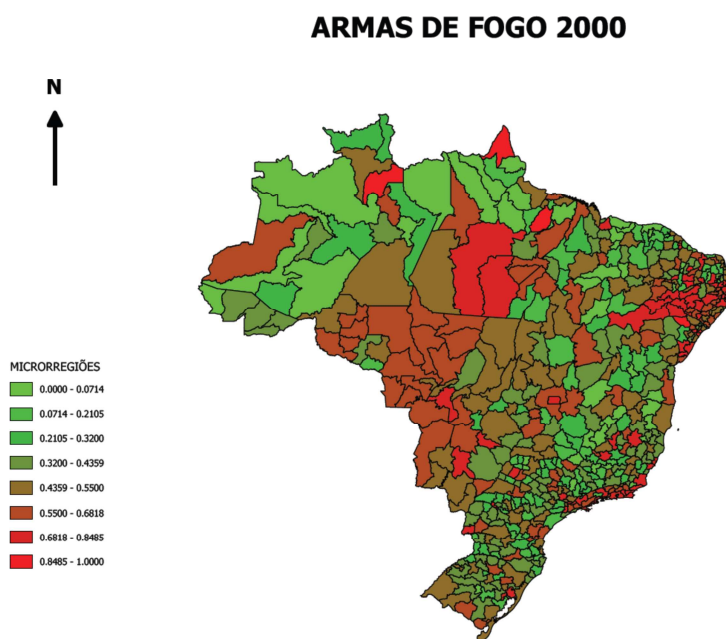 ARMAS DE FOGO 2000
N
MICRORREGIÕES
0.0000 - 0.0714
0.0714 - 0.2105
0.2105 - 0.3200
0.3200 - 0.4359
0.4359 - 0.5500
0.5500 - 0.6818
0.6818 - 0.8485
0.8485 - 1.0000